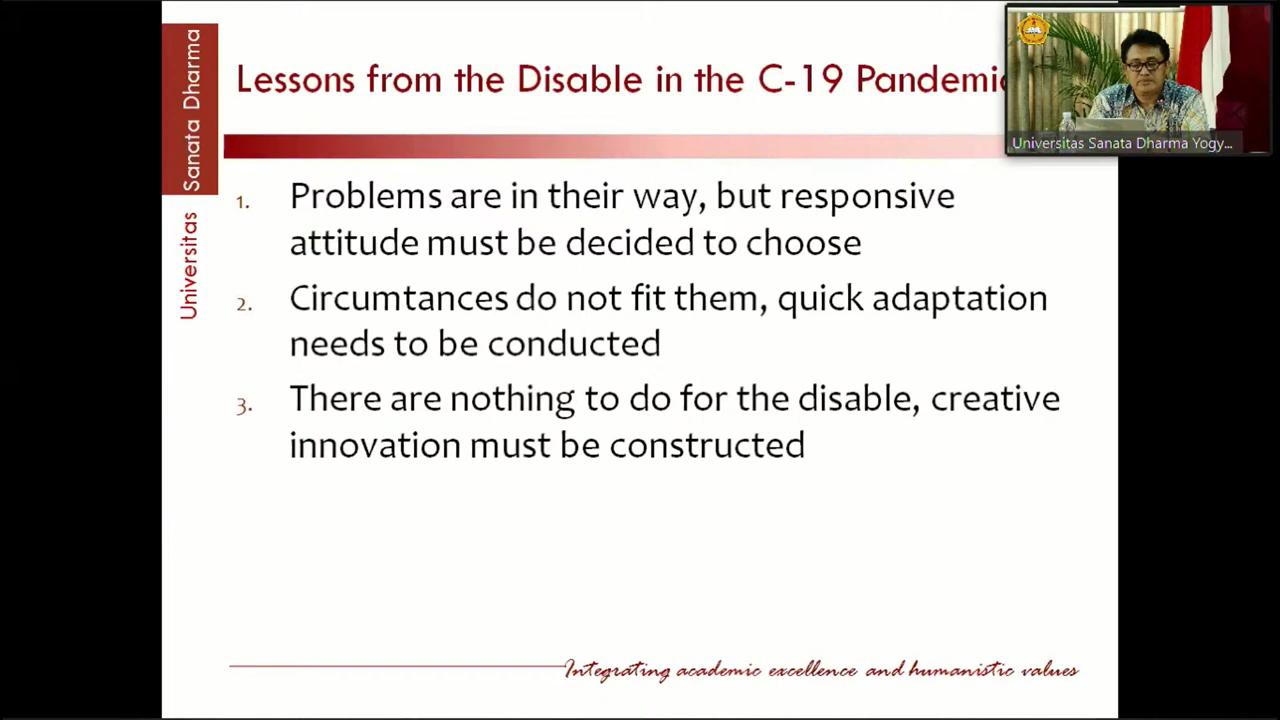 Lessons from the Disable in the C-19 Pandemic
Universitas Sanata Dharma
Universitas Sanata Dharma Yogy...
1. Problems are in their way, but responsive
attitude must be decided to choose
2. Circumtances do not fit them, quick adaptation
needs to be conducted
3. There are nothing to do for the disable, creative
innovation must be constructed
Integrating academic excellence and humanistic values